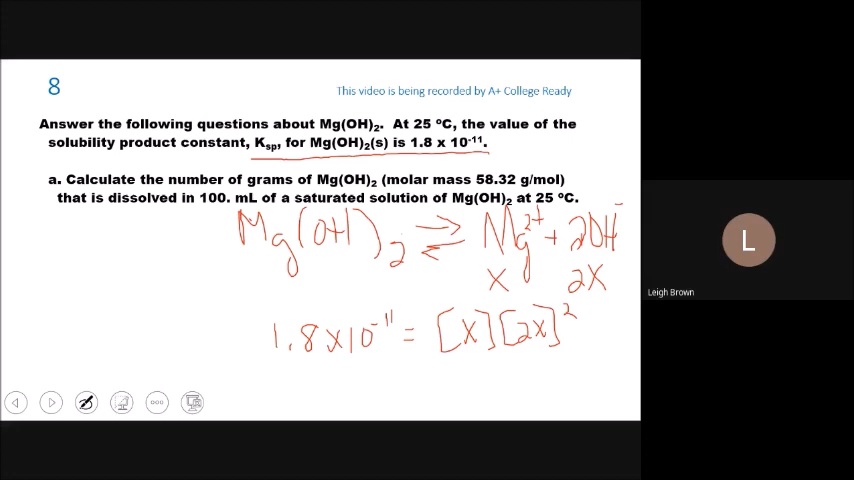 8
This video is being recorded by A+ College Ready
Answer the following questions about Mg(OH)₂. At 25 ºC, the value of the
solubility product constant, Kₛₚ, for Mg(OH)₂(s) is 1.8 x 10⁻¹¹.
a. Calculate the number of grams of Mg(OH)₂ (molar mass 58.32 g/mol)
that is dissolved in 100. mL of a saturated solution of Mg(OH)₂ at 25 ºC.
Mg(OH)₂ ⇌ Mg²⁺ + 2OH⁻
X 2X
1.8x10⁻¹¹ = [X][2X]²
L
Leigh Brown